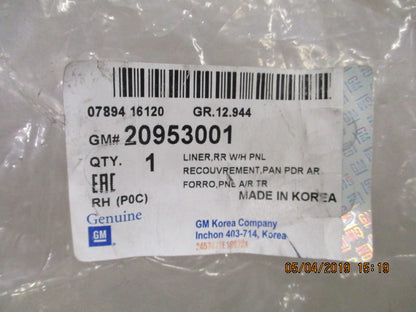 07894 16120 GR.12.944
GM# 20953001
QTY. 1
LINER,RR W/H PNL
RECOUVREMENT,PAN PDR AR
FORRO,PNL A/R TR
EAC
RH (P0C)
MADE IN KOREA
Genuine
GM
GM Korea Company
Inchon 403-714, Korea
05/04/2019 15:19